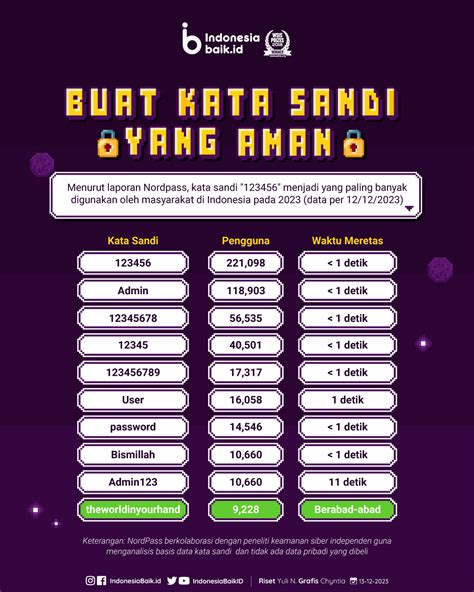 Indonesia
baik.id
BUAT KATA SANDI
YANG AMAN
Menurut laporan Nordpass, kata sandi "123456" menjadi yang paling banyak
digunakan oleh masyarakat di Indonesia pada 2023 (data per 12/12/2023)
Kata Sandi Pengguna Waktu Meretas
123456 221,098 < 1 detik
Admin 118,903 < 1 detik
12345678 56,535 < 1 detik
12345 40,501 < 1 detik
123456789 17,317 < 1 detik
User 16,058 1 detik
password 14,546 < 1 detik
Bismillah 10,660 < 1 detik
Admin123 10,660 11 detik
theworldinyourhand 9,228 Berabad-abad
Keterangan: NordPass berkolaborasi dengan peneliti keamanan siber independen guna
menganalisis basis data kata sandi dan tidak ada data pribadi yang dibeli
IndonesiaBaik.id IndonesiaBaikID Riset Yuli N. Grafis Chyntia 13-12-2023